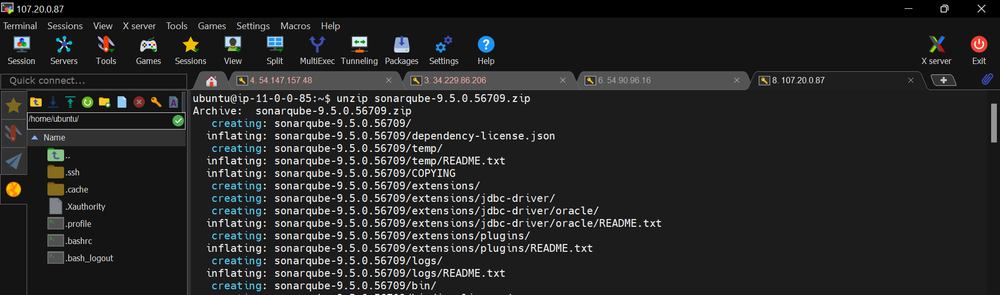 107.20.0.87
Terminal Sessions View X server Tools Games Settings Macros Help
Session Servers Tools Games Sessions View Split MultiExec Tunneling Packages Settings Help X server Exit
Quick connect...
4. 54.147.157.48
3. 34.229.86.206
6. 54.90.96.16
8. 107.20.0.87
/home/ubuntu/
Name
..
.ssh
.cache
.Xauthority
.profile
.bashrc
.bash_logout
ubuntu@ip-11-0-0-85:~$ unzip sonarqube-9.5.0.56709.zip
Archive:  sonarqube-9.5.0.56709.zip
creating: sonarqube-9.5.0.56709/
inflating: sonarqube-9.5.0.56709/dependency-license.json
creating: sonarqube-9.5.0.56709/temp/
inflating: sonarqube-9.5.0.56709/temp/README.txt
inflating: sonarqube-9.5.0.56709/COPYING
creating: sonarqube-9.5.0.56709/extensions/
creating: sonarqube-9.5.0.56709/extensions/jdbc-driver/
creating: sonarqube-9.5.0.56709/extensions/jdbc-driver/oracle/
inflating: sonarqube-9.5.0.56709/extensions/jdbc-driver/oracle/README.txt
creating: sonarqube-9.5.0.56709/extensions/plugins/
inflating: sonarqube-9.5.0.56709/extensions/plugins/README.txt
creating: sonarqube-9.5.0.56709/logs/
inflating: sonarqube-9.5.0.56709/logs/README.txt
creating: sonarqube-9.5.0.56709/bin/